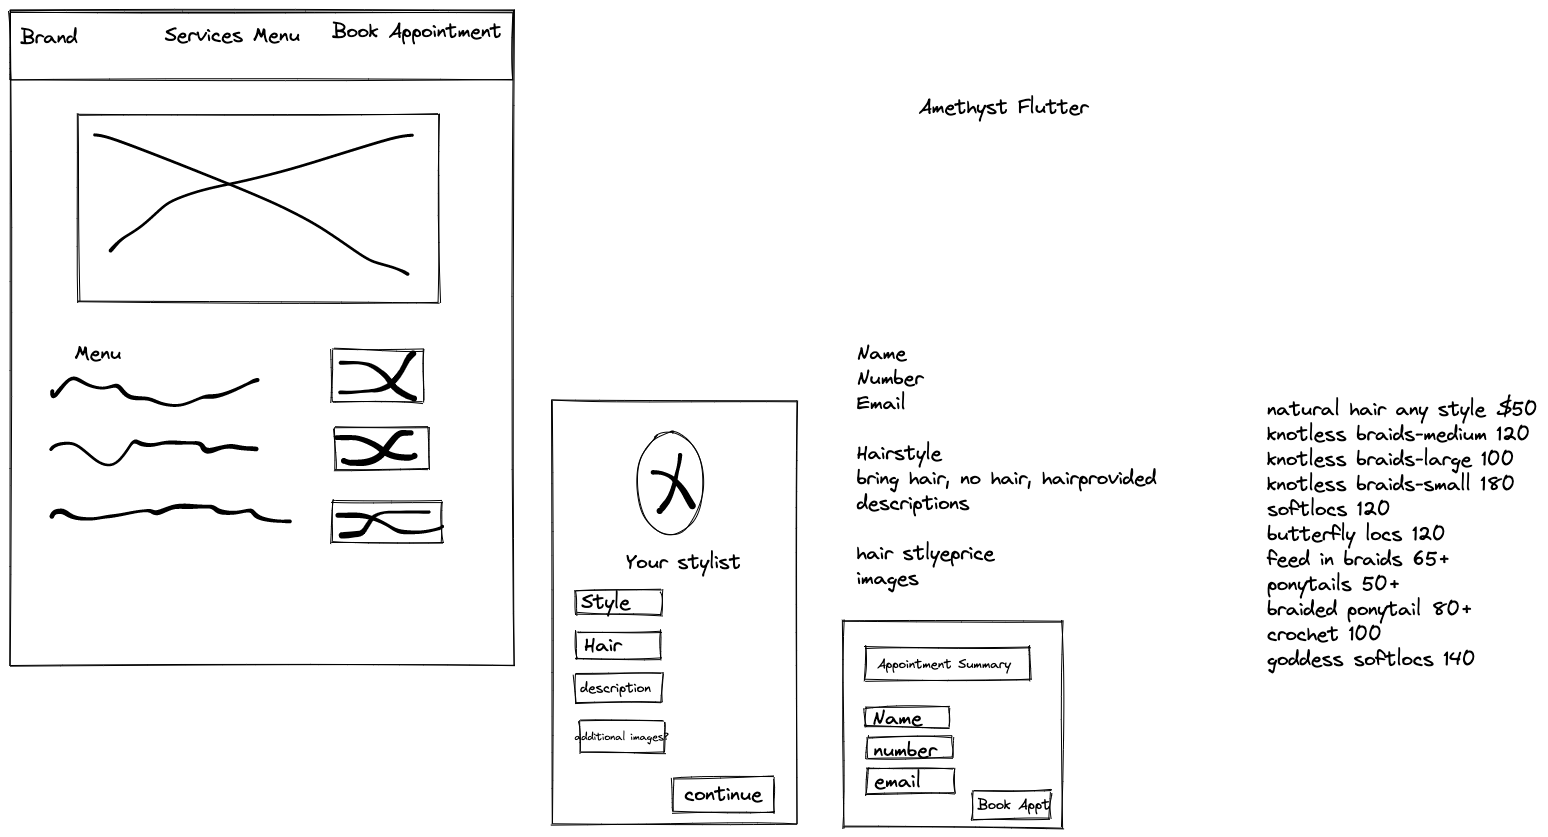 Brand
Services Menu
Book Appointment
Menu
Amethyst Flutter
Your stylist
Style
Hair
description
additional images?
continue
Name
Number
Email
Hairstyle
bring hair, no hair, hairprovided
descriptions
hair stlyeprice
images
Appointment Summary
Name
number
email
Book Appt
natural hair any style $50
knotless braids-medium 120
knotless braids-large 100
knotless braids-small 180
softlocs 120
butterfly locs 120
feed in braids 65+
ponytails 50+
braided ponytail 80+
crochet 100
goddess softlocs 140